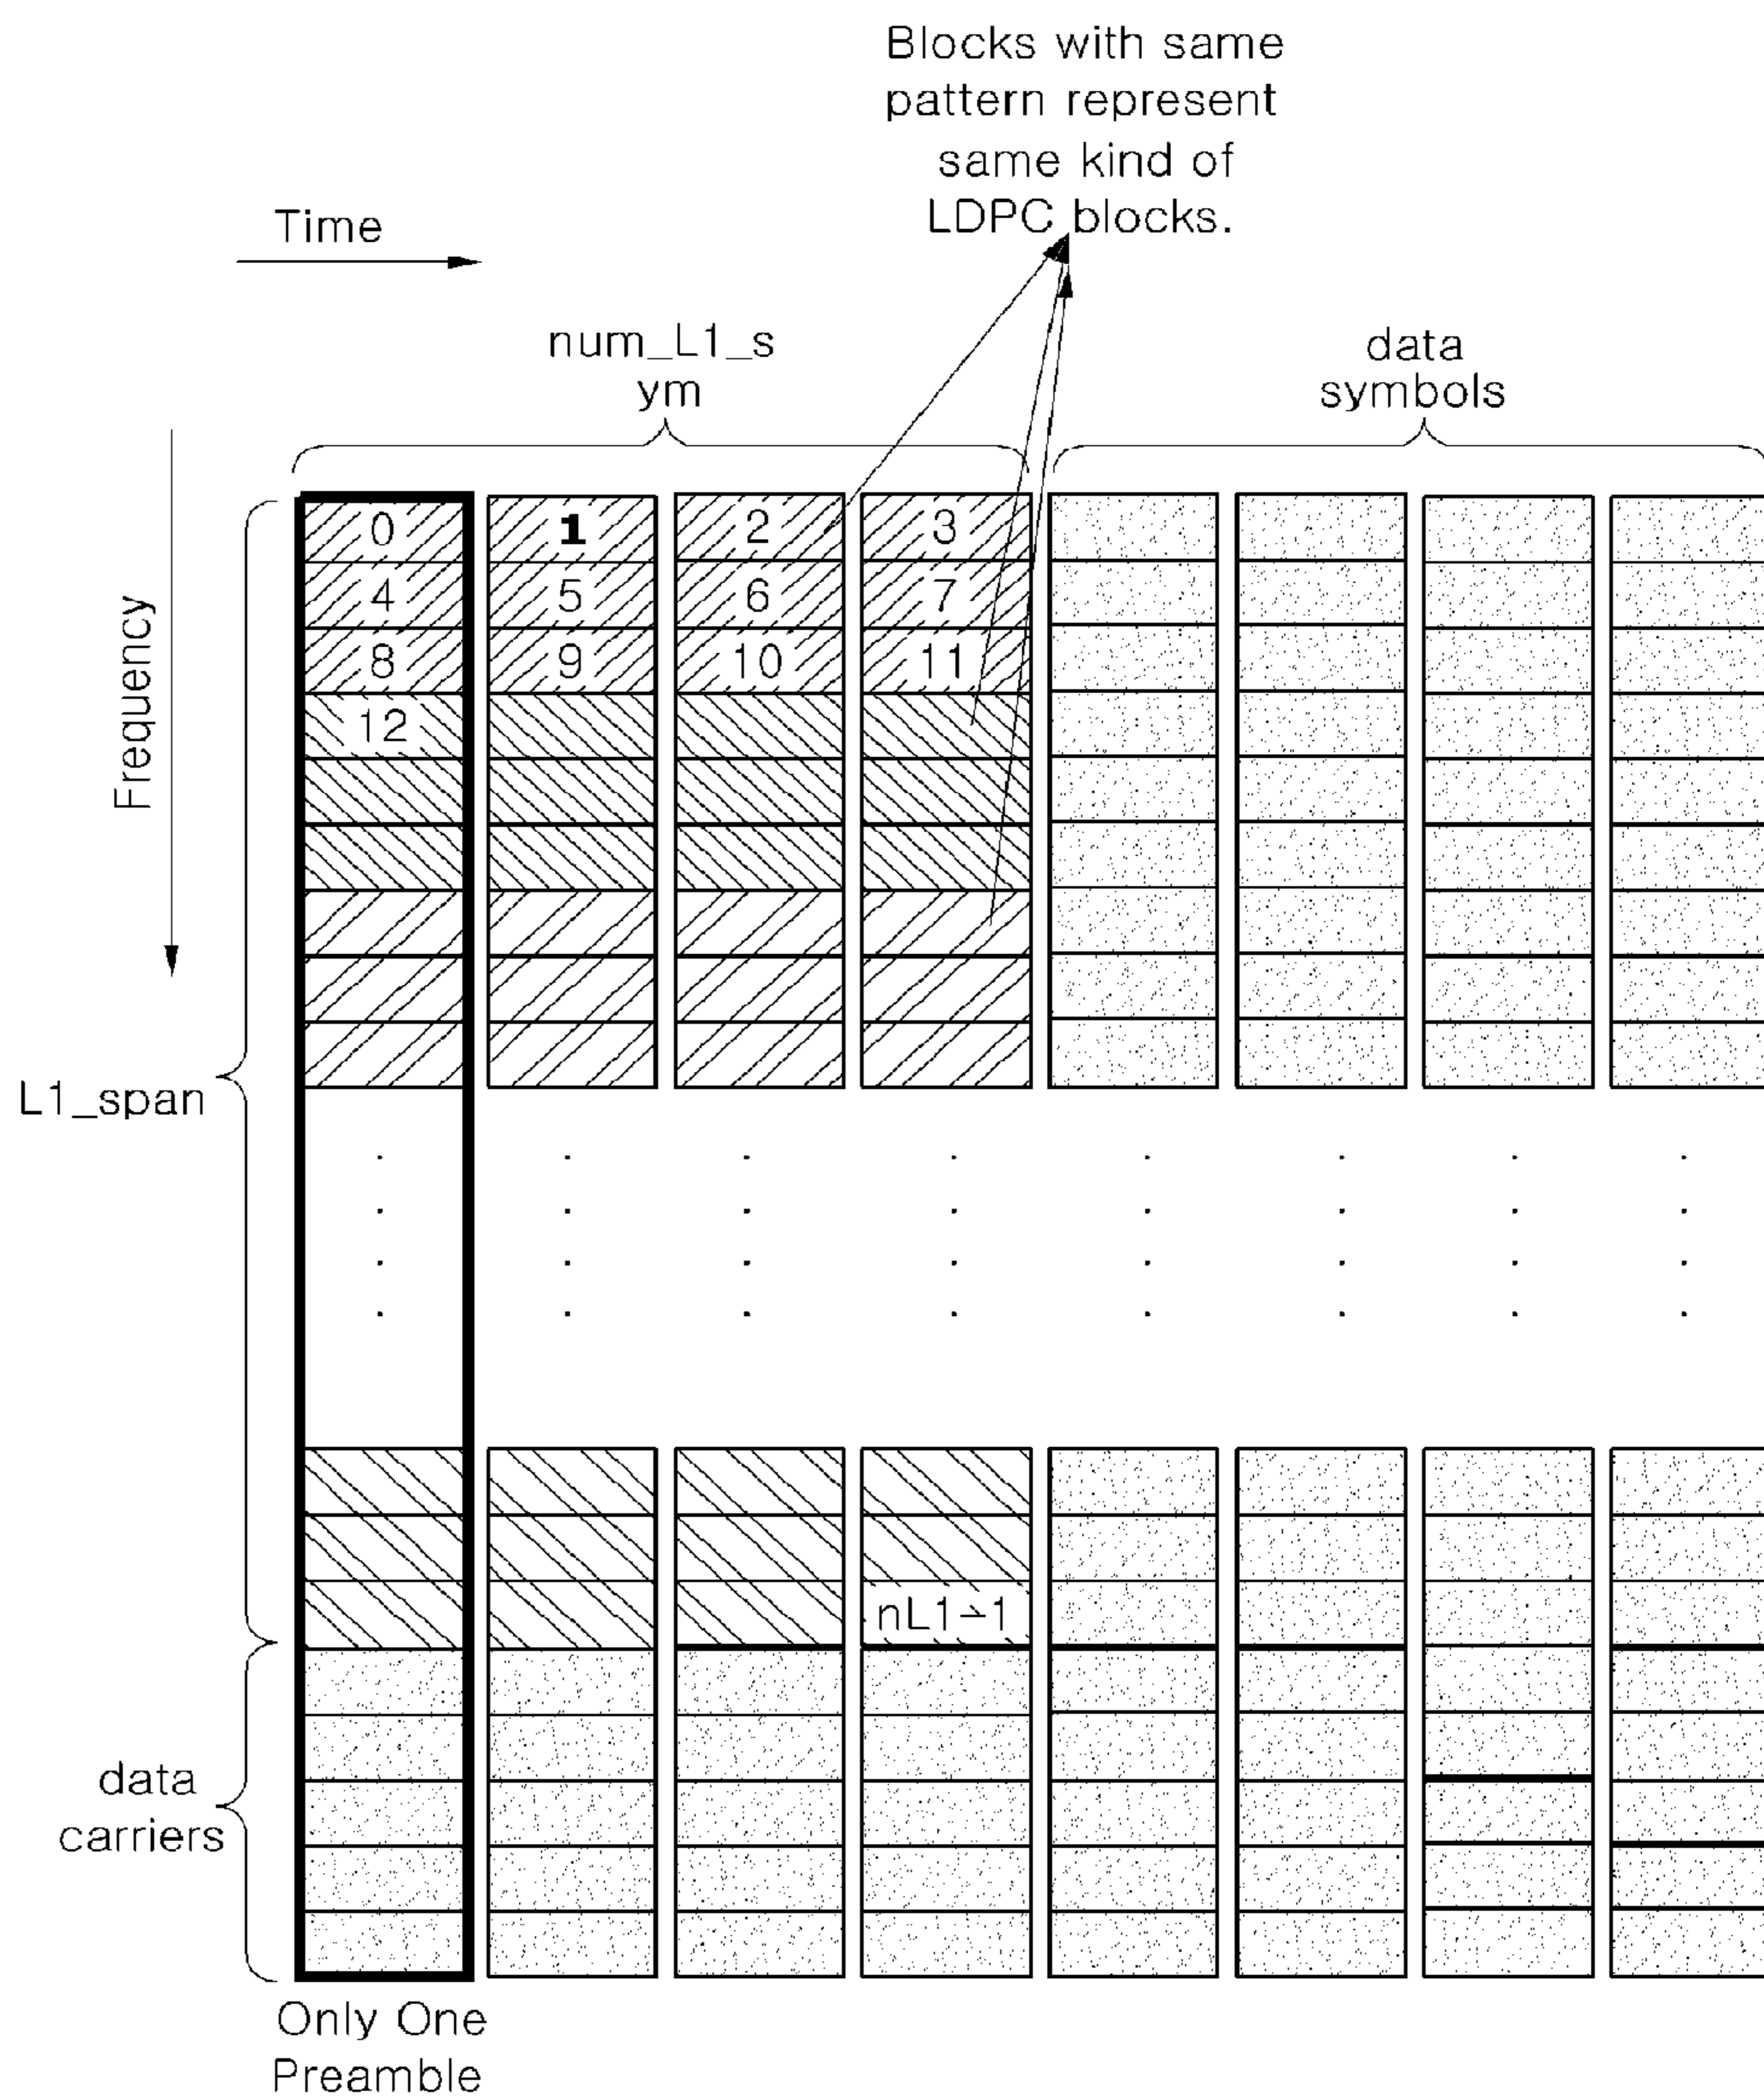 Blocks with same
pattern represent
same kind of
LDPC blocks.
Time
num_L1_s
ym
data
symbols
Frequency
0 1 2 3
4 5 6 7
8 9 10 11
12
L1_span
nL1-1
data
carriers
Only One
Preamble